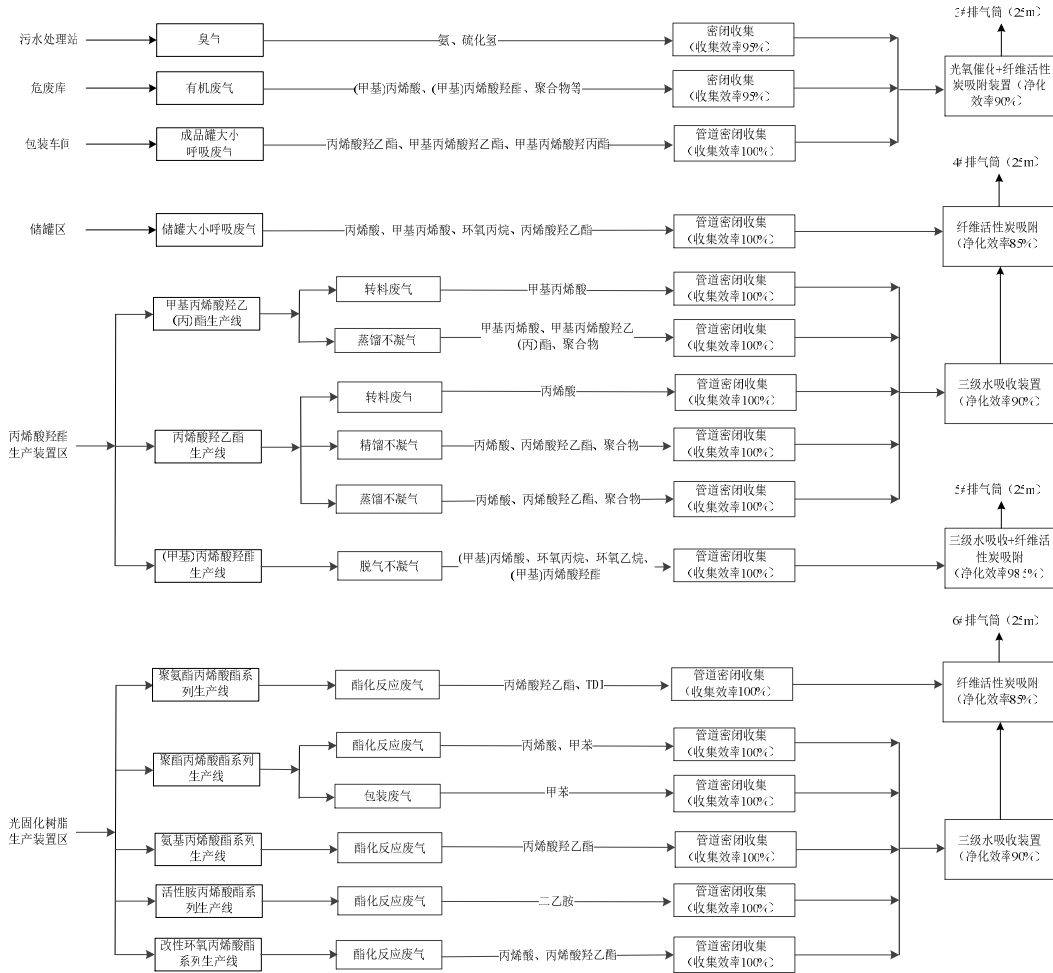 3#排气筒（25m）
污水处理站
臭气
氨、硫化氢
密闭收集
（收集效率95%）
危废库
有机废气
(甲基)丙烯酸、(甲基)丙烯酸羟酯、聚合物等
密闭收集
（收集效率95%）
光氧催化+纤维活性
炭吸附装置（净化
效率90%）
包装车间
成品罐大小
呼吸废气
丙烯酸羟乙酯、甲基丙烯酸羟乙酯、甲基丙烯酸羟丙酯
管道密闭收集
（收集效率100%）
4#排气筒（25m）
储罐区
储罐大小呼吸废气
丙烯酸、甲基丙烯酸、环氧丙烷、丙烯酸羟乙酯
管道密闭收集
（收集效率100%）
纤维活性炭吸附
（净化效率85%）
丙烯酸羟酯
生产装置区
甲基丙烯酸羟乙
(丙)酯生产线
转料废气
甲基丙烯酸
管道密闭收集
（收集效率100%）
蒸馏不凝气
甲基丙烯酸、甲基丙烯酸羟乙
(丙)酯、聚合物
管道密闭收集
（收集效率100%）
丙烯酸羟乙酯
生产线
转料废气
丙烯酸
管道密闭收集
（收集效率100%）
三级水吸收装置
（净化效率90%）
精馏不凝气
丙烯酸、丙烯酸羟乙酯、聚合物
管道密闭收集
（收集效率100%）
蒸馏不凝气
丙烯酸、丙烯酸羟乙酯、聚合物
管道密闭收集
（收集效率100%）
5#排气筒（25m）
(甲基)丙烯酸羟酯
生产线
脱气不凝气
(甲基)丙烯酸、环氧丙烷、环氧乙烷、
(甲基)丙烯酸羟酯
管道密闭收集
（收集效率100%）
三级水吸收+纤维活
性炭吸附
（净化效率98.5%）
6#排气筒（25m）
光固化树脂
生产装置区
聚氨酯丙烯酸酯系
列生产线
酯化反应废气
丙烯酸羟乙酯、TDI
管道密闭收集
（收集效率100%）
纤维活性炭吸附
（净化效率85%）
聚酯丙烯酸酯系列
生产线
酯化反应废气
丙烯酸、甲苯
管道密闭收集
（收集效率100%）
包装废气
甲苯
管道密闭收集
（收集效率100%）
氨基丙烯酸酯系列
生产线
酯化反应废气
丙烯酸羟乙酯
管道密闭收集
（收集效率100%）
三级水吸收装置
（净化效率90%）
活性胺丙烯酸酯系
列生产线
酯化反应废气
二乙胺
管道密闭收集
（收集效率100%）
改性环氧丙烯酸酯
系列生产线
酯化反应废气
丙烯酸、丙烯酸羟乙酯
管道密闭收集
（收集效率100%）